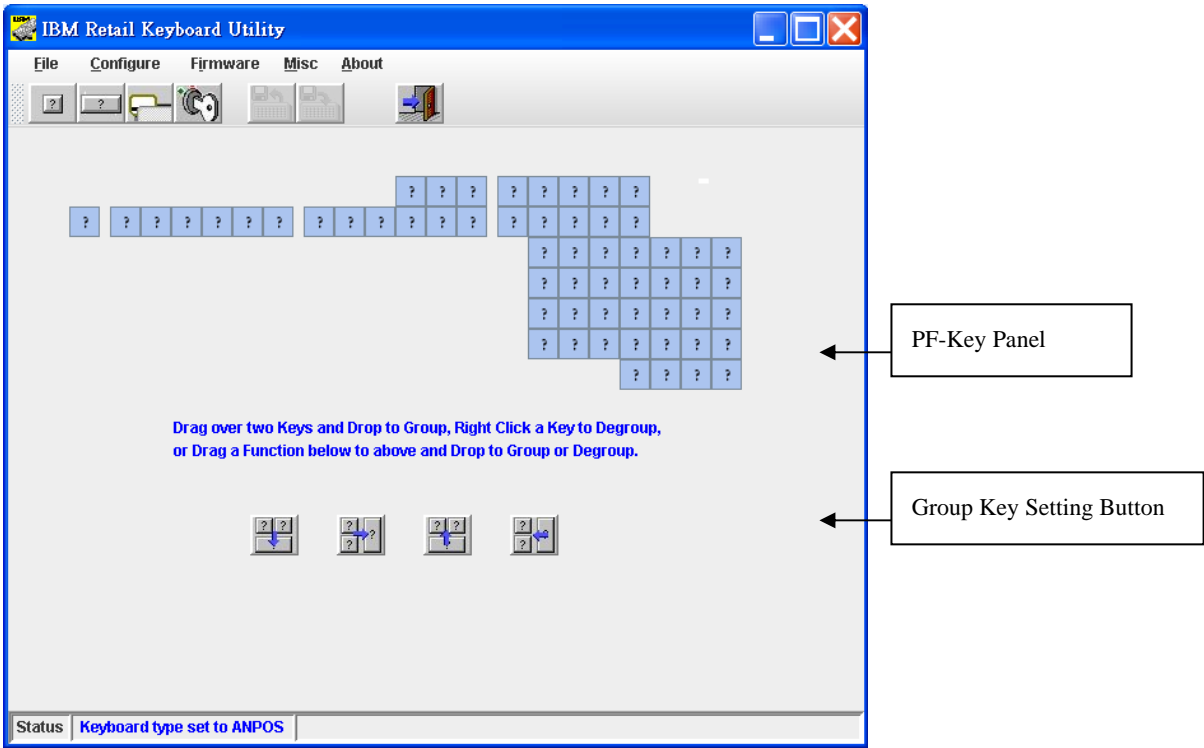 IBM Retail Keyboard Utility
File Configure Firmware Misc About
? ?
? ? ? ? ? ? ? ?
? ? ? ? ? ? ? ? ? ? ? ? ? ? ? ? ? ?
? ? ? ? ? ? ?
? ? ? ? ? ? ?
? ? ? ? ? ? ?
? ? ? ? ? ? ?
? ? ? ?
PF-Key Panel
Drag over two Keys and Drop to Group, Right Click a Key to Degroup,
or Drag a Function below to above and Drop to Group or Degroup.
Group Key Setting Button
? ? ? ? ? ? ?
? ?
Status Keyboard type set to ANPOS